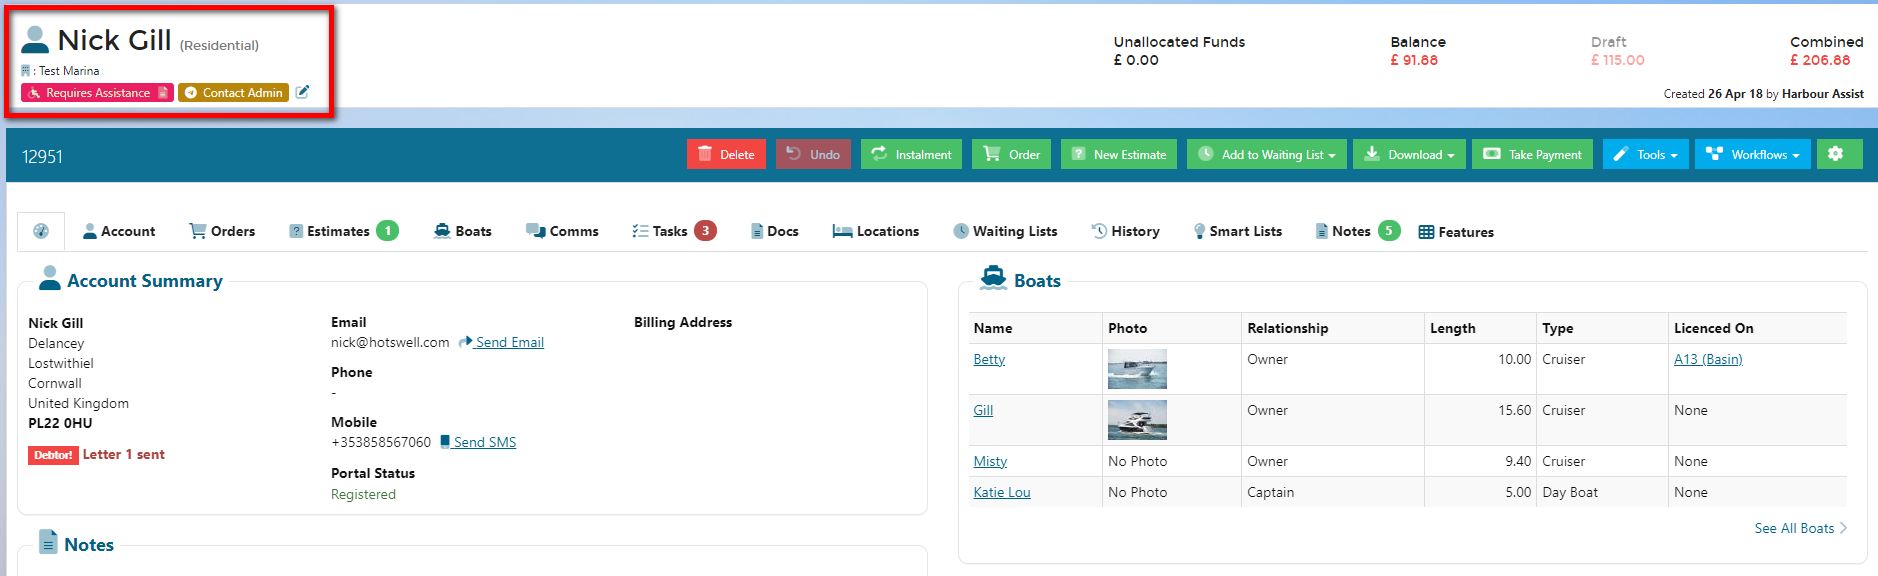 Nick Gill (Residential)
: Test Marina
Requires Assistance Contact Admin
Unallocated Funds Balance Draft Combined
£ 0.00 £ 91.88 £ 115.00 £ 206.88
Created 26 Apr 18 by Harbour Assist
12951 Delete Undo Instalment Order New Estimate Add to Waiting List Download Take Payment Tools Workflows
Account Orders Estimates 1 Boats Comms Tasks 3 Docs Locations Waiting Lists History Smart Lists Notes 5 Features
Account Summary
Nick Gill
Delancey
Lostwithiel
Cornwall
United Kingdom
PL22 0HU
Debtor! Letter 1 sent
Email
nick@hotswell.com Send Email
Phone
-
Mobile
+353858567060 Send SMS
Portal Status
Registered
Billing Address
Notes
Boats
Name Photo Relationship Length Type Licenced On
Betty Owner 10.00 Cruiser A13 (Basin)
Gill Owner 15.60 Cruiser None
Misty No Photo Owner 9.40 Cruiser None
Katie Lou No Photo Captain 5.00 Day Boat None
See All Boats